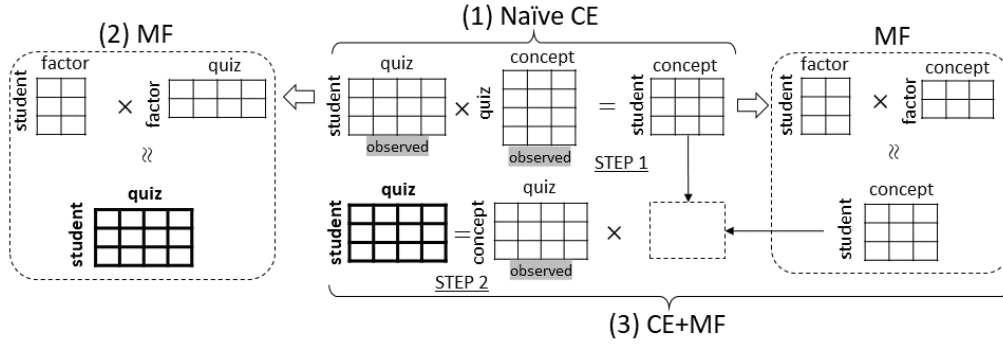 (1) Naïve CE
(2) MF
MF
factor
quiz
student
×
factor
≈
quiz
student
quiz
student
observed
×
concept
quiz
observed
=
concept
student
STEP 1
quiz
student
=
STEP 2
quiz
concept
observed
×
factor
student
×
concept
factor
≈
concept
student
(3) CE+MF